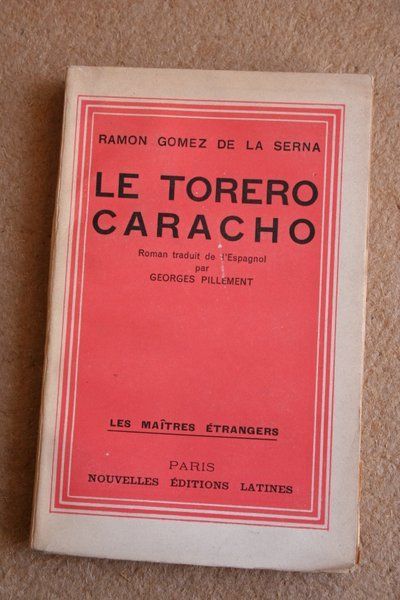 RAMON GOMEZ DE LA SERNA
LE TORERO
CARACHO
Roman traduit de l'Espagnol
par
GEORGES PILLEMENT
LES MAÎTRES ÉTRANGERS
PARIS
NOUVELLES ÉDITIONS LATINES